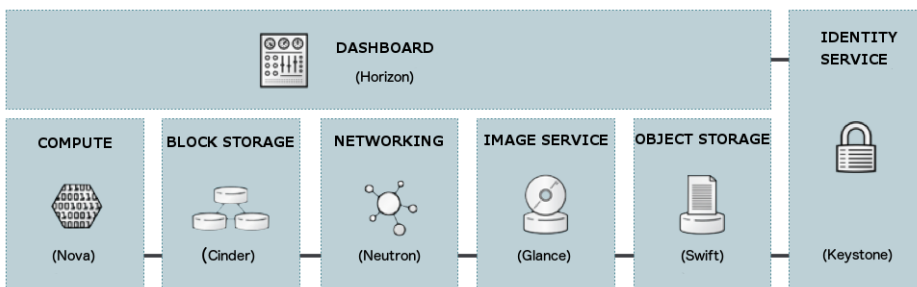 DASHBOARD
(Horizon)
IDENTITY
SERVICE
(Keystone)
COMPUTE
(Nova)
BLOCK STORAGE
(Cinder)
NETWORKING
(Neutron)
IMAGE SERVICE
(Glance)
OBJECT STORAGE
(Swift)